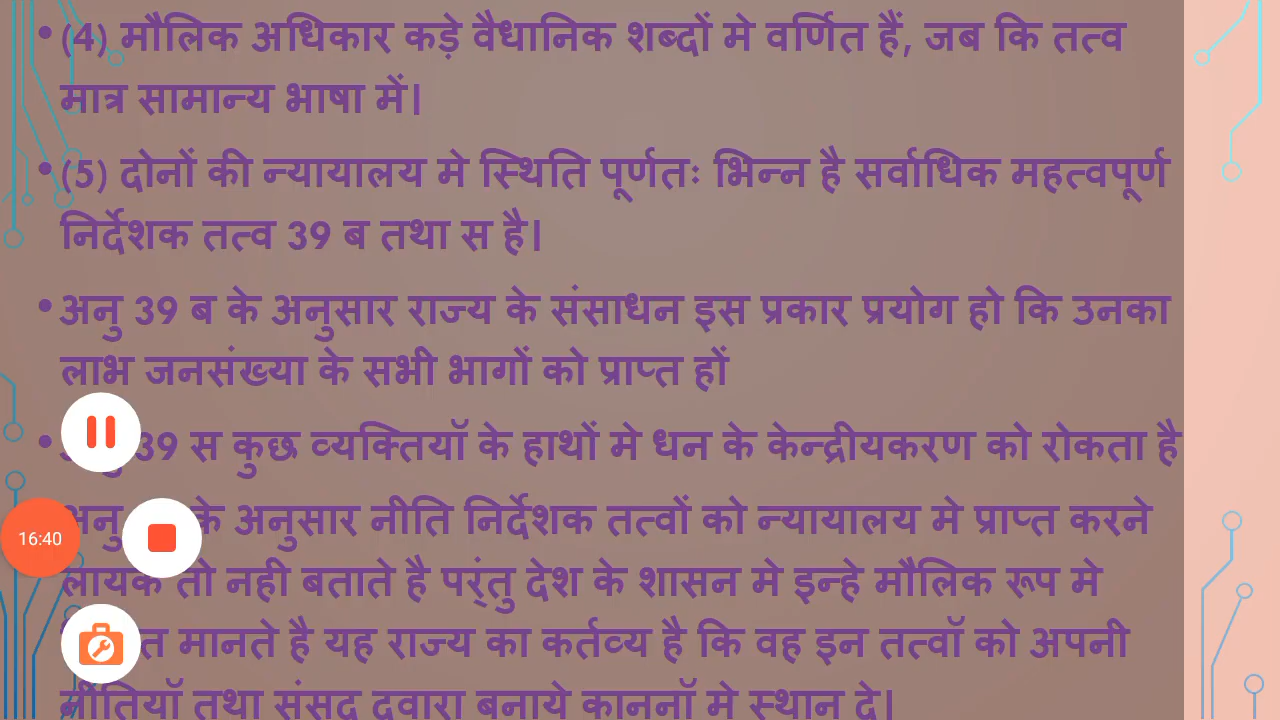 • (4) मौलिक अधिकार कड़े वैधानिक शब्दों मे वर्णित हैं, जब कि तत्व
मात्र सामान्य भाषा में।
• (5) दोनों की न्यायालय मे स्थिति पूर्णतः भिन्न है सर्वाधिक महत्वपूर्ण
निर्देशक तत्व 39 ब तथा स है।
• अनु 39 ब के अनुसार राज्य के संसाधन इस प्रकार प्रयोग हो कि उनका
लाभ जनसंख्या के सभी भागों को प्राप्त हों
• 39 स कुछ व्यक्तियॉ के हाथों मे धन के केन्द्रीयकरण को रोकता है
अनु के अनुसार नीति निर्देशक तत्वों को न्यायालय मे प्राप्त करने
16:40
लायक तो नही बताते है पर्ंतु देश के शासन मे इन्हे मौलिक रूप मे
मानते है यह राज्य का कर्तव्य है कि वह इन तत्वॉ को अपनी
नीतियॉ तथा संसद द्वारा बनाये कानूनॉ मे स्थान दे।